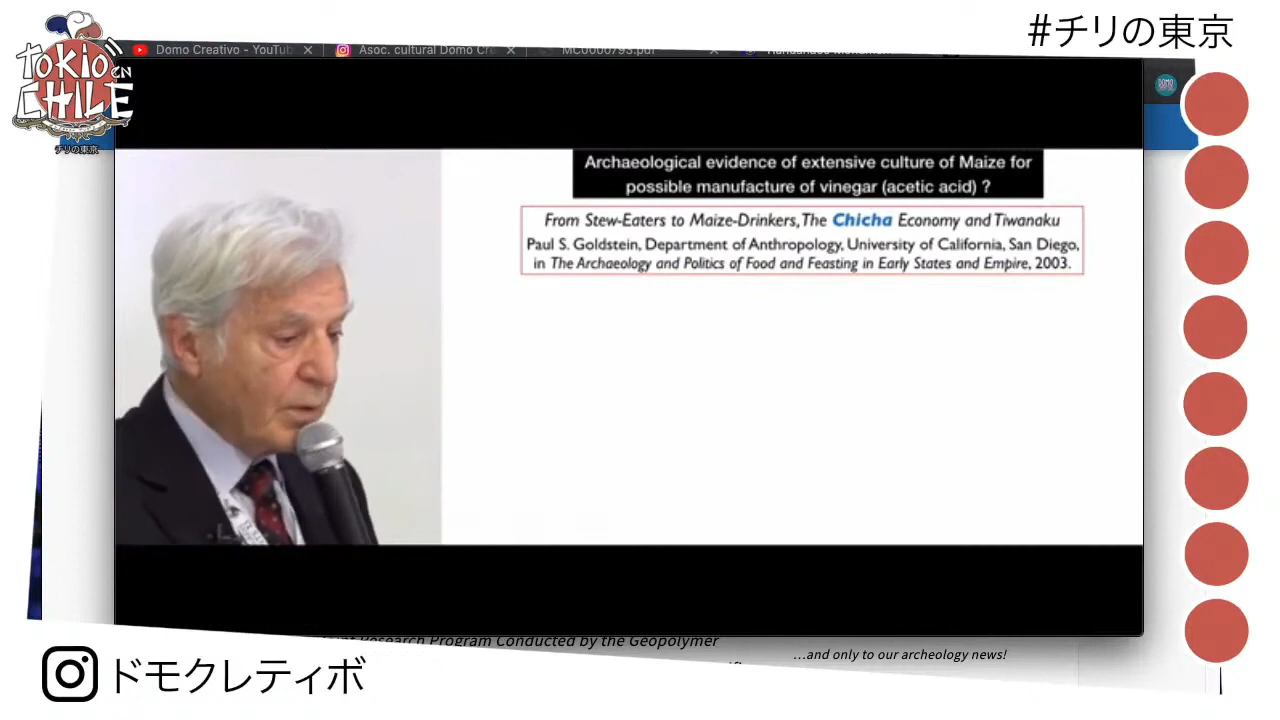 #チリの東京
TOKIO
EN
CHILE
チリの東京
Domo Creativo - YouTub
Asoc. cultural Domo Cr
MC0000793.pdf
Archaeological evidence of extensive culture of Maize for
possible manufacture of vinegar (acetic acid) ?
From Stew-Eaters to Maize-Drinkers, The Chicha Economy and Tiwanaku
Paul S. Goldstein, Department of Anthropology, University of California, San Diego,
in The Archaeology and Politics of Food and Feasting in Early States and Empire, 2003.
Research Program Conducted by the Geopolymer
...and only to our archeology news!
ドモクレティボ